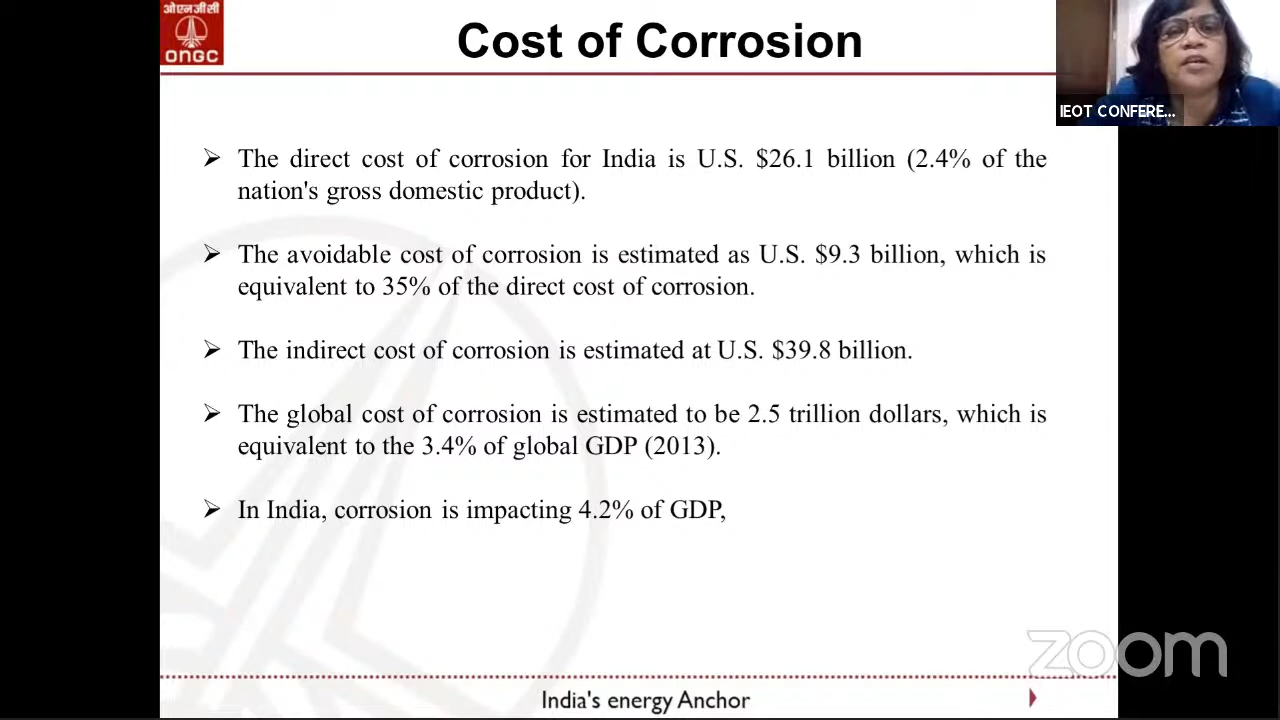 ओएनजीसी
ONGC
Cost of Corrosion
IEOT CONFERE...
➢ The direct cost of corrosion for India is U.S. $26.1 billion (2.4% of the
nation's gross domestic product).
➢ The avoidable cost of corrosion is estimated as U.S. $9.3 billion, which is
equivalent to 35% of the direct cost of corrosion.
➢ The indirect cost of corrosion is estimated at U.S. $39.8 billion.
➢ The global cost of corrosion is estimated to be 2.5 trillion dollars, which is
equivalent to the 3.4% of global GDP (2013).
➢ In India, corrosion is impacting 4.2% of GDP,
zoom
India's energy Anchor